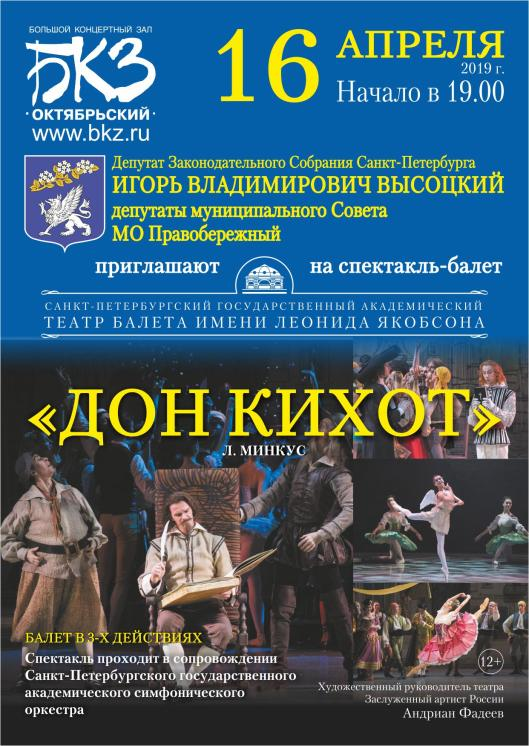 БОЛЬШОЙ КОНЦЕРТНЫЙ ЗАЛ
БКЗ
·ОКТЯБРЬСКИЙ·
www.bkz.ru
16
АПРЕЛЯ
2019 г.
Начало в 19.00
Депутат Законодательного Собрания Санкт-Петербурга
ИГОРЬ ВЛАДИМИРОВИЧ ВЫСОЦКИЙ
депутаты муниципального Совета
МО Правобережный
приглашают на спектакль-балет
САНКТ-ПЕТЕРБУРГСКИЙ ГОСУДАРСТВЕННЫЙ АКАДЕМИЧЕСКИЙ
ТЕАТР БАЛЕТА ИМЕНИ ЛЕОНИДА ЯКОБСОНА
«ДОН КИХОТ»
Л. МИНКУС
БАЛЕТ В 3-Х ДЕЙСТВИЯХ
Спектакль проходит в сопровождении
Санкт-Петербургского государственного
академического симфонического
оркестра
12+
Художественный руководитель театра
Заслуженный артист России
Андриан Фадеев